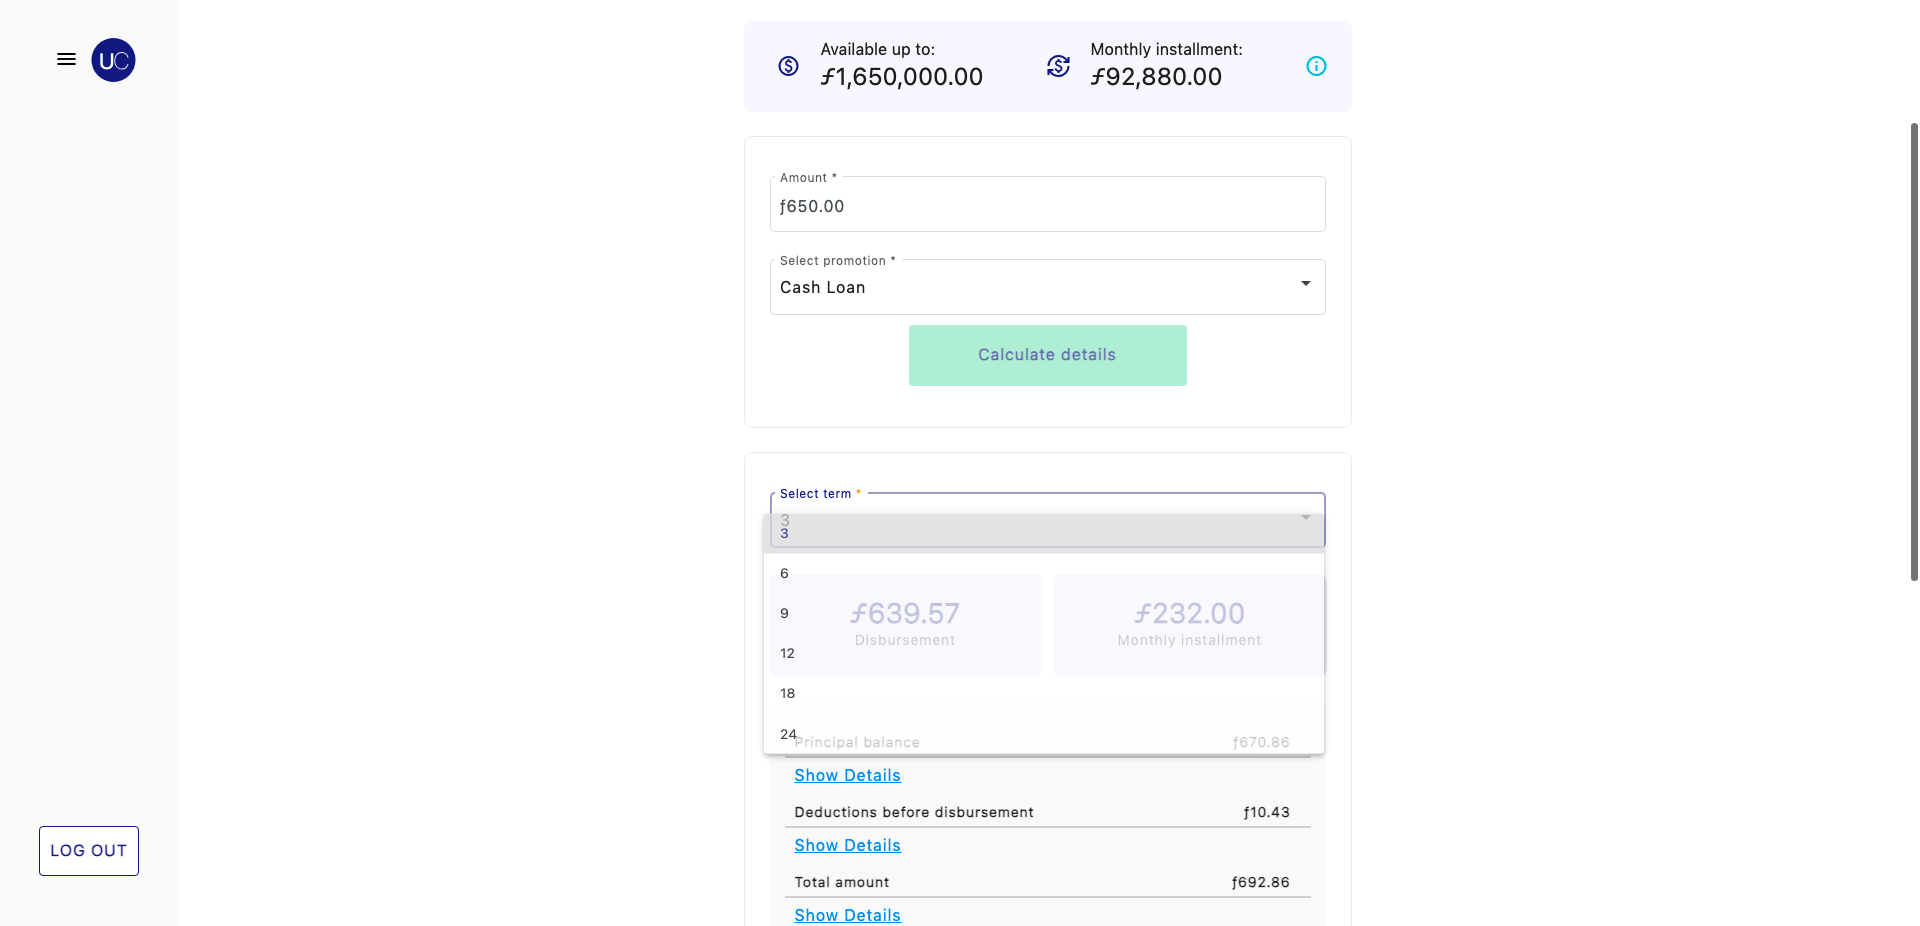 UC
Available up to:
ƒ1,650,000.00
Monthly installment:
ƒ92,880.00
Amount *
ƒ650.00
Select promotion *
Cash Loan
Calculate details
Select term *
3
3
6
9
12
18
24
ƒ639.57
Disbursement
ƒ232.00
Monthly installment
Principal balance ƒ670.86
Show Details
Deductions before disbursement ƒ10.43
Show Details
Total amount ƒ692.86
Show Details
LOG OUT